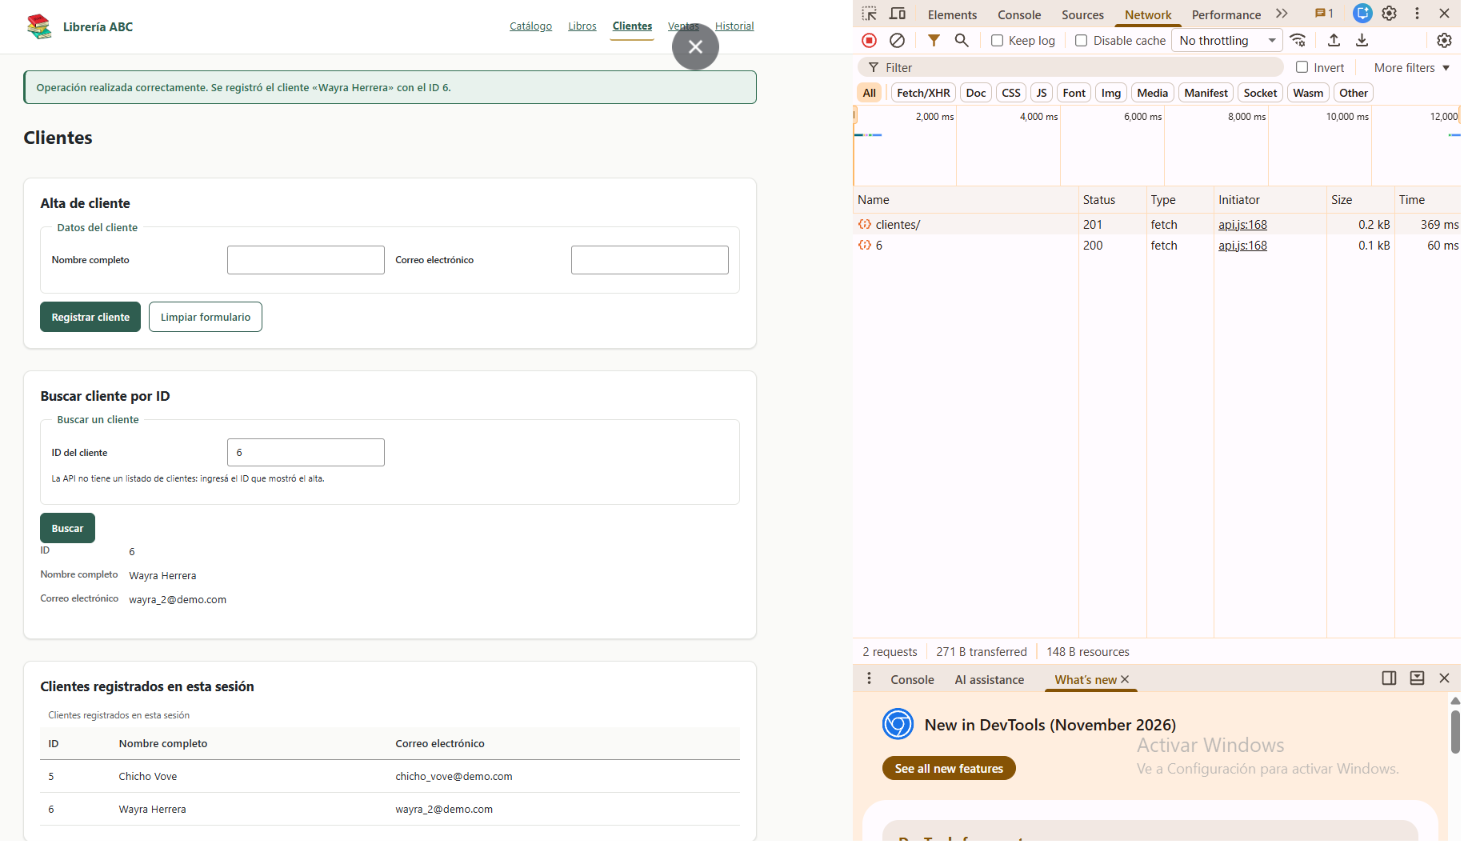 Librería ABC
Catálogo Libros Clientes Ventas Historial
Operación realizada correctamente. Se registró el cliente «Wayra Herrera» con el ID 6.
Clientes
Alta de cliente
Datos del cliente
Nombre completo
Correo electrónico
Registrar cliente
Limpiar formulario
Buscar cliente por ID
Buscar un cliente
ID del cliente
6
La API no tiene un listado de clientes: ingresá el ID que mostró el alta.
Buscar
ID 6
Nombre completo Wayra Herrera
Correo electrónico wayra_2@demo.com
Clientes registrados en esta sesión
Clientes registrados en esta sesión
ID Nombre completo Correo electrónico
5 Chicho Vove chicho_vove@demo.com
6 Wayra Herrera wayra_2@demo.com
Elements Console Sources Network Performance 1
Keep log Disable cache No throttling
Filter Invert More filters
All Fetch/XHR Doc CSS JS Font Img Media Manifest Socket Wasm Other
2,000 ms 4,000 ms 6,000 ms 8,000 ms 10,000 ms 12,000
Name Status Type Initiator Size Time
clientes/ 201 fetch api.js:168 0.2 kB 369 ms
6 200 fetch api.js:168 0.1 kB 60 ms
2 requests 271 B transferred 148 B resources
Console AI assistance What's new
New in DevTools (November 2026)
See all new features
Activar Windows
Ve a Configuración para activar Windows.